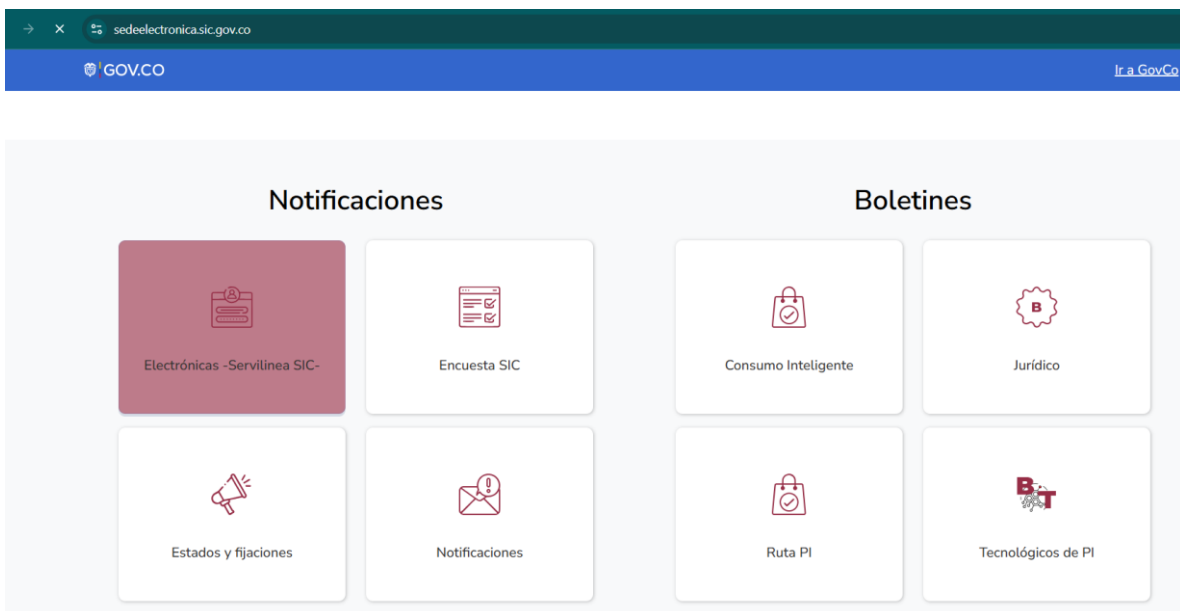 sedeelectronica.sic.gov.co
GOV.CO
Ir a GovCo
Notificaciones
Boletines
Electrónicas -Servilinea SIC-
Encuesta SIC
Consumo Inteligente
B
Jurídico
Estados y fijaciones
Notificaciones
Ruta PI
B T
Tecnológicos de PI